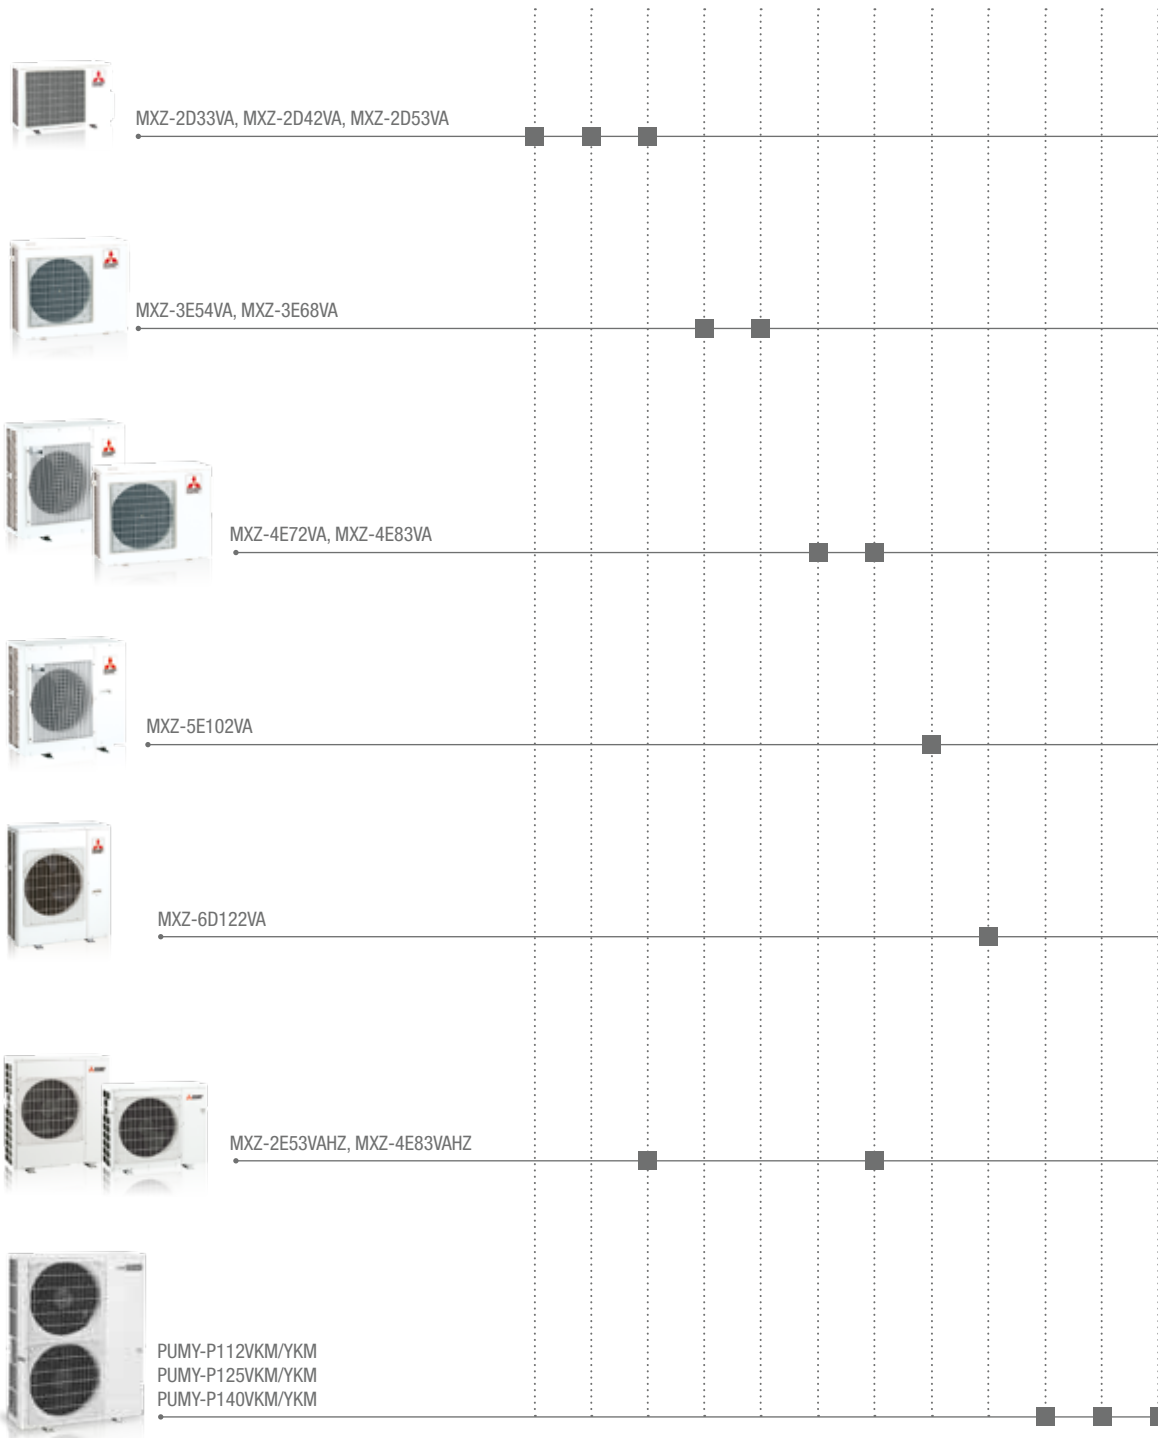 MXZ-2D33VA, MXZ-2D42VA, MXZ-2D53VA
MXZ-3E54VA, MXZ-3E68VA
MXZ-4E72VA, MXZ-4E83VA
MXZ-5E102VA
MXZ-6D122VA
MXZ-2E53VAHZ, MXZ-4E83VAHZ
PUMY-P112VKM/YKM
PUMY-P125VKM/YKM
PUMY-P140VKM/YKM